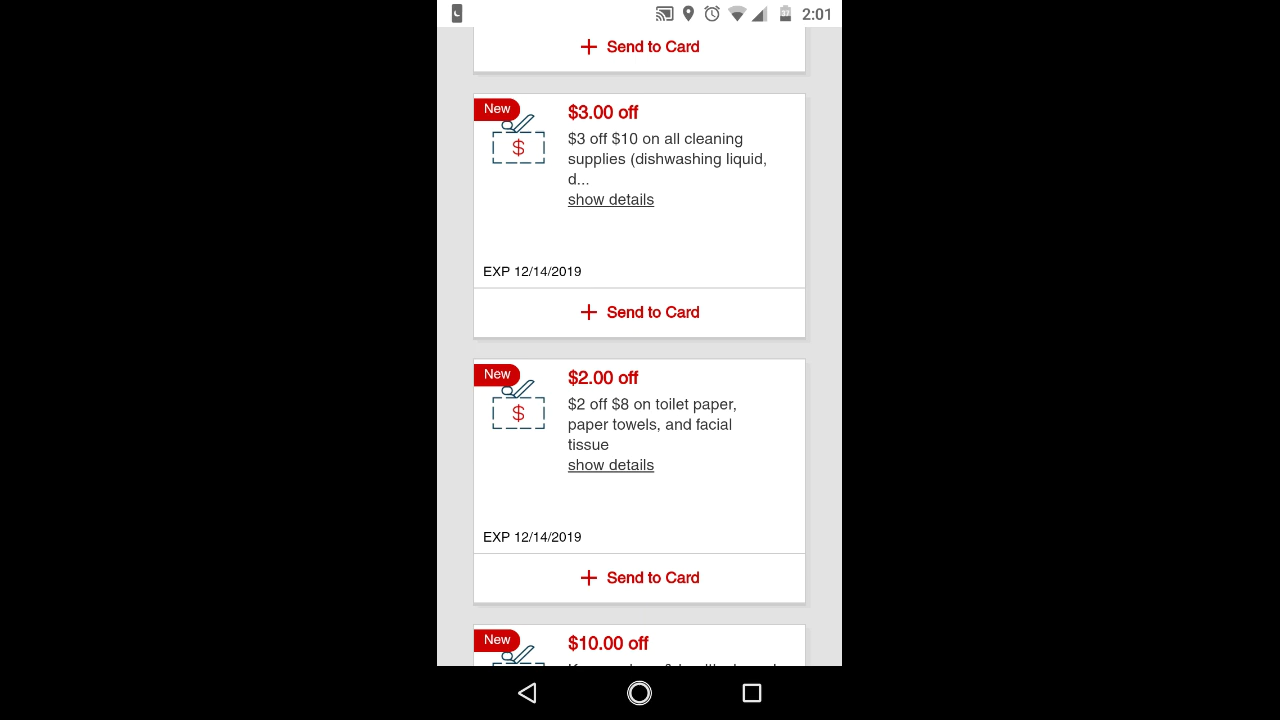 2:01
Send to Card
New
$3.00 off
$3 off $10 on all cleaning
supplies (dishwashing liquid,
d...
show details
EXP 12/14/2019
Send to Card
New
$2.00 off
$2 off $8 on toilet paper,
paper towels, and facial
tissue
show details
EXP 12/14/2019
Send to Card
New
$10.00 off